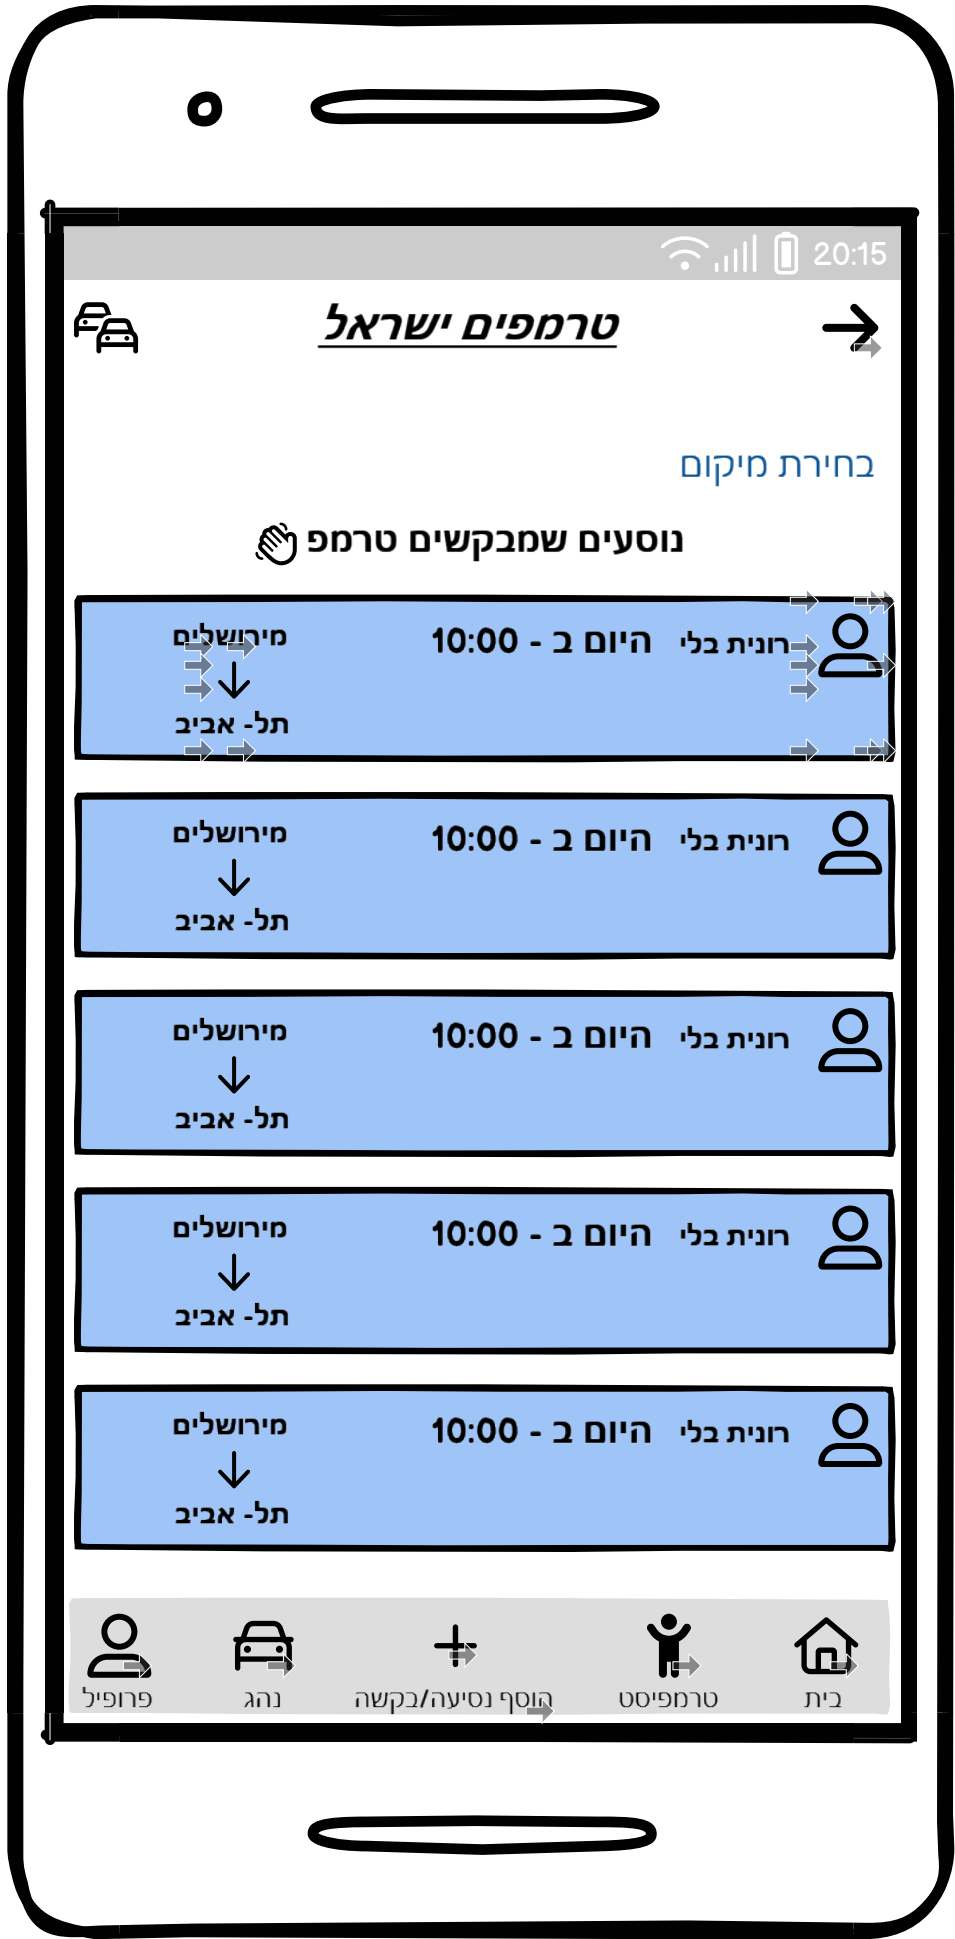 20:15
טרמפים ישראל
בחירת מיקום
נוסעים שמבקשים טרמפ
רונית בלי היום ב - 10:00 מירושלים
תל- אביב
רונית בלי היום ב - 10:00 מירושלים
תל- אביב
רונית בלי היום ב - 10:00 מירושלים
תל- אביב
רונית בלי היום ב - 10:00 מירושלים
תל- אביב
רונית בלי היום ב - 10:00 מירושלים
תל- אביב
בית טרמפיסט הוסף נסיעה/בקשה נהג פרופיל